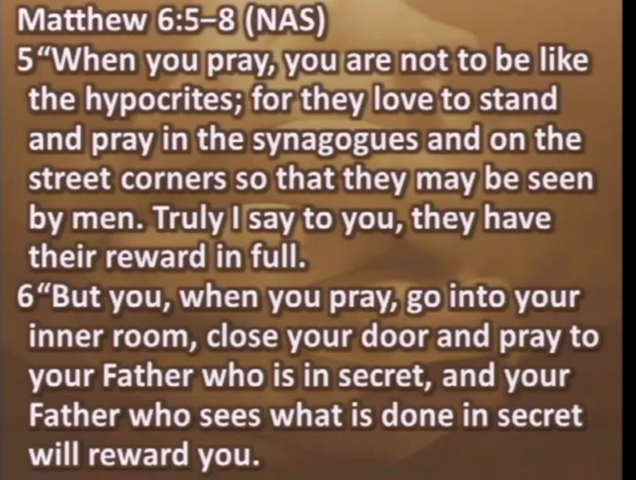 Matthew 6:5–8 (NAS)
5“When you pray, you are not to be like
the hypocrites; for they love to stand
and pray in the synagogues and on the
street corners so that they may be seen
by men. Truly I say to you, they have
their reward in full.
6“But you, when you pray, go into your
inner room, close your door and pray to
your Father who is in secret, and your
Father who sees what is done in secret
will reward you.